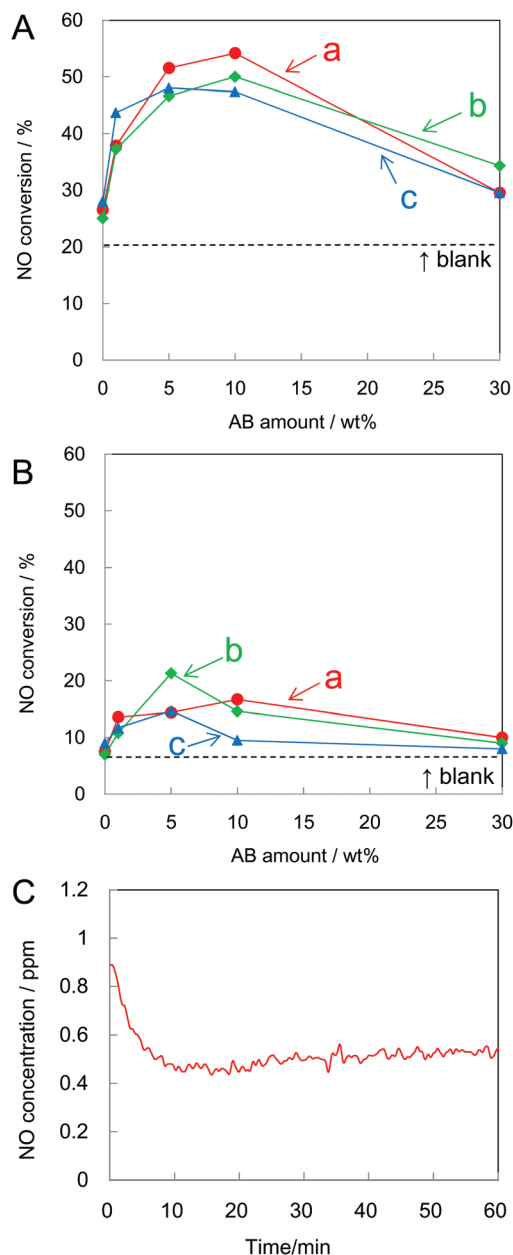 A
60
50
40
30
20
10
0
NO conversion / %
a
b
c
↑ blank
0 5 10 15 20 25 30
AB amount / wt%
B
60
50
40
30
20
10
0
NO conversion / %
b
a
c
↑ blank
0 5 10 15 20 25 30
AB amount / wt%
C
1.2
1
0.8
0.6
0.4
0.2
0
NO concentration / ppm
0 10 20 30 40 50 60
Time/min